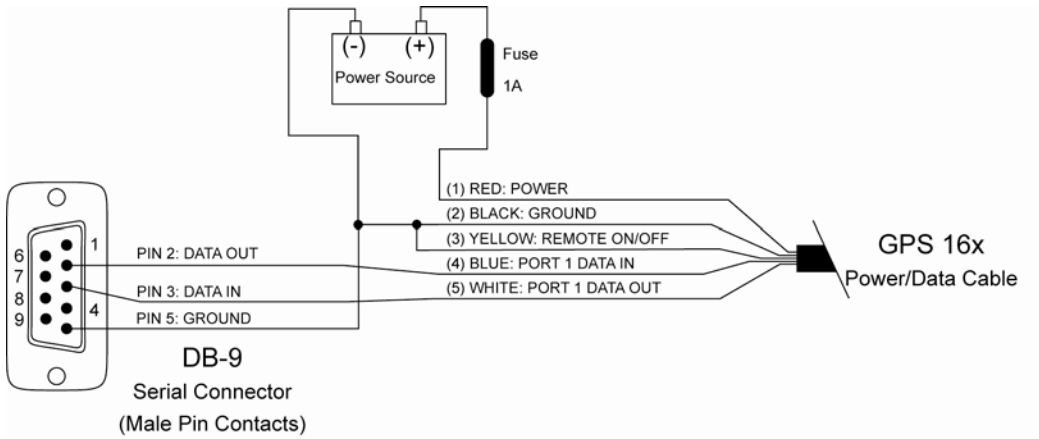 (-)
(+)
Power Source
Fuse
1A
(1) RED: POWER
(2) BLACK: GROUND
(3) YELLOW: REMOTE ON/OFF
(4) BLUE: PORT 1 DATA IN
(5) WHITE: PORT 1 DATA OUT
GPS 16x
Power/Data Cable
1
6
7
8
9
4
PIN 2: DATA OUT
PIN 3: DATA IN
PIN 5: GROUND
DB-9
Serial Connector
(Male Pin Contacts)